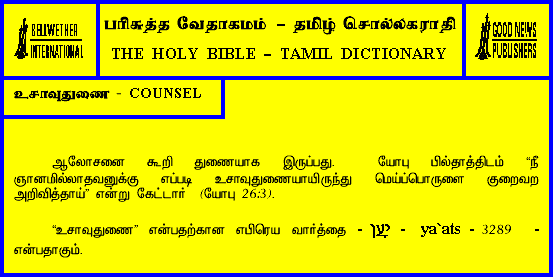 BELLWETHER
INTERNATIONAL
பரிசுத்த வேதாகமம் – தமிழ் சொல்லகராதி
THE HOLY BIBLE – TAMIL DICTIONARY
GOOD NEWS
PUBLISHERS
உசாவுதுணை - COUNSEL
ஆலோசனை கூறி துணையாக இருப்பது. யோபு பில்தாத்திடம் “நீ
ஞானமில்லாதவனுக்கு எப்படி உசாவுதுணையாயிருந்து மெய்ப்பொருளை குறைவற
அறிவித்தாய்” என்று கேட்டார் (யோபு 26:3).
“உசாவுதுணை” என்பதற்கான எபிரெய வார்த்தை - יָעַץ - ya`ats - 3289 -
என்பதாகும்.